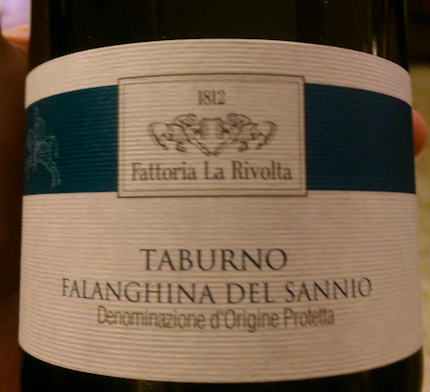 1812
Fattoria La Rivolta
TABURNO
FALANGHINA DEL SANNIO
Denominazione d'Origine Protetta